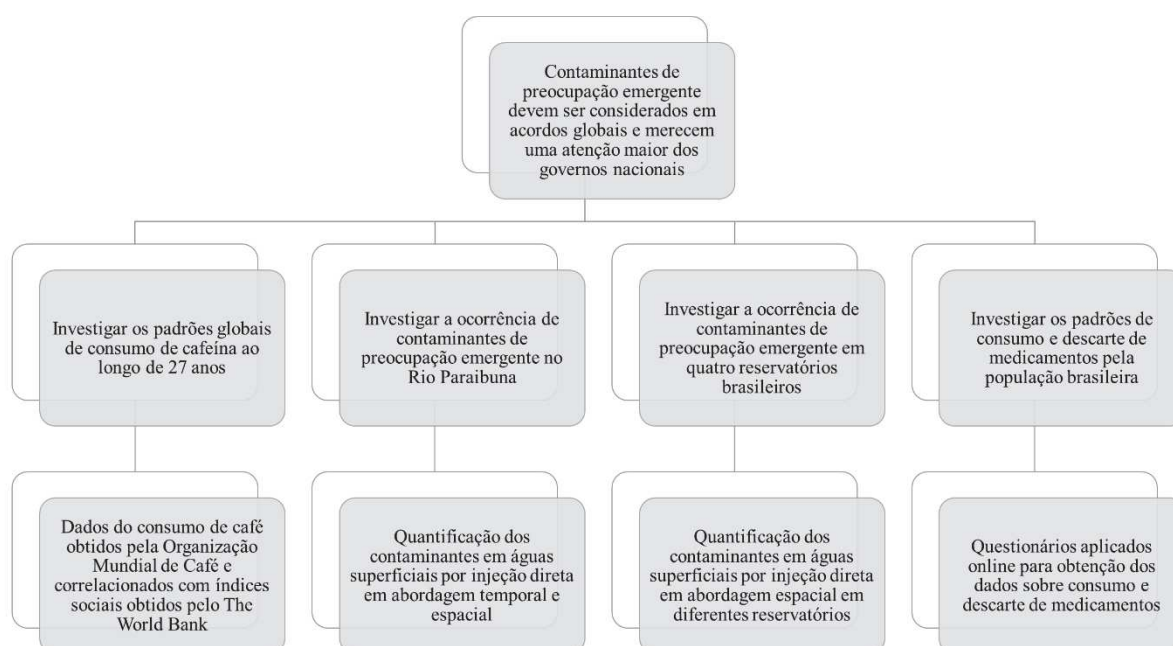 Contaminantes de
preocupação emergente
devem ser considerados em
acordos globais e merecem
uma atenção maior dos
governos nacionais
Investigar os padrões globais
de consumo de cafeína ao
longo de 27 anos
Investigar a ocorrência de
contaminantes de
preocupação emergente no
Rio Paraibuna
Investigar a ocorrência de
contaminantes de
preocupação emergente em
quatro reservatórios
brasileiros
Investigar os padrões de
consumo e descarte de
medicamentos pela
população brasileira
Dados do consumo de café
obtidos pela Organização
Mundial de Café e
correlacionados com índices
sociais obtidos pelo The
World Bank
Quantificação dos
contaminantes em águas
superficiais por injeção direta
em abordagem temporal e
espacial
Quantificação dos
contaminantes em águas
superficiais por injeção direta
em abordagem espacial em
diferentes reservatórios
Questionários aplicados
online para obtenção dos
dados sobre consumo e
descarte de medicamentos